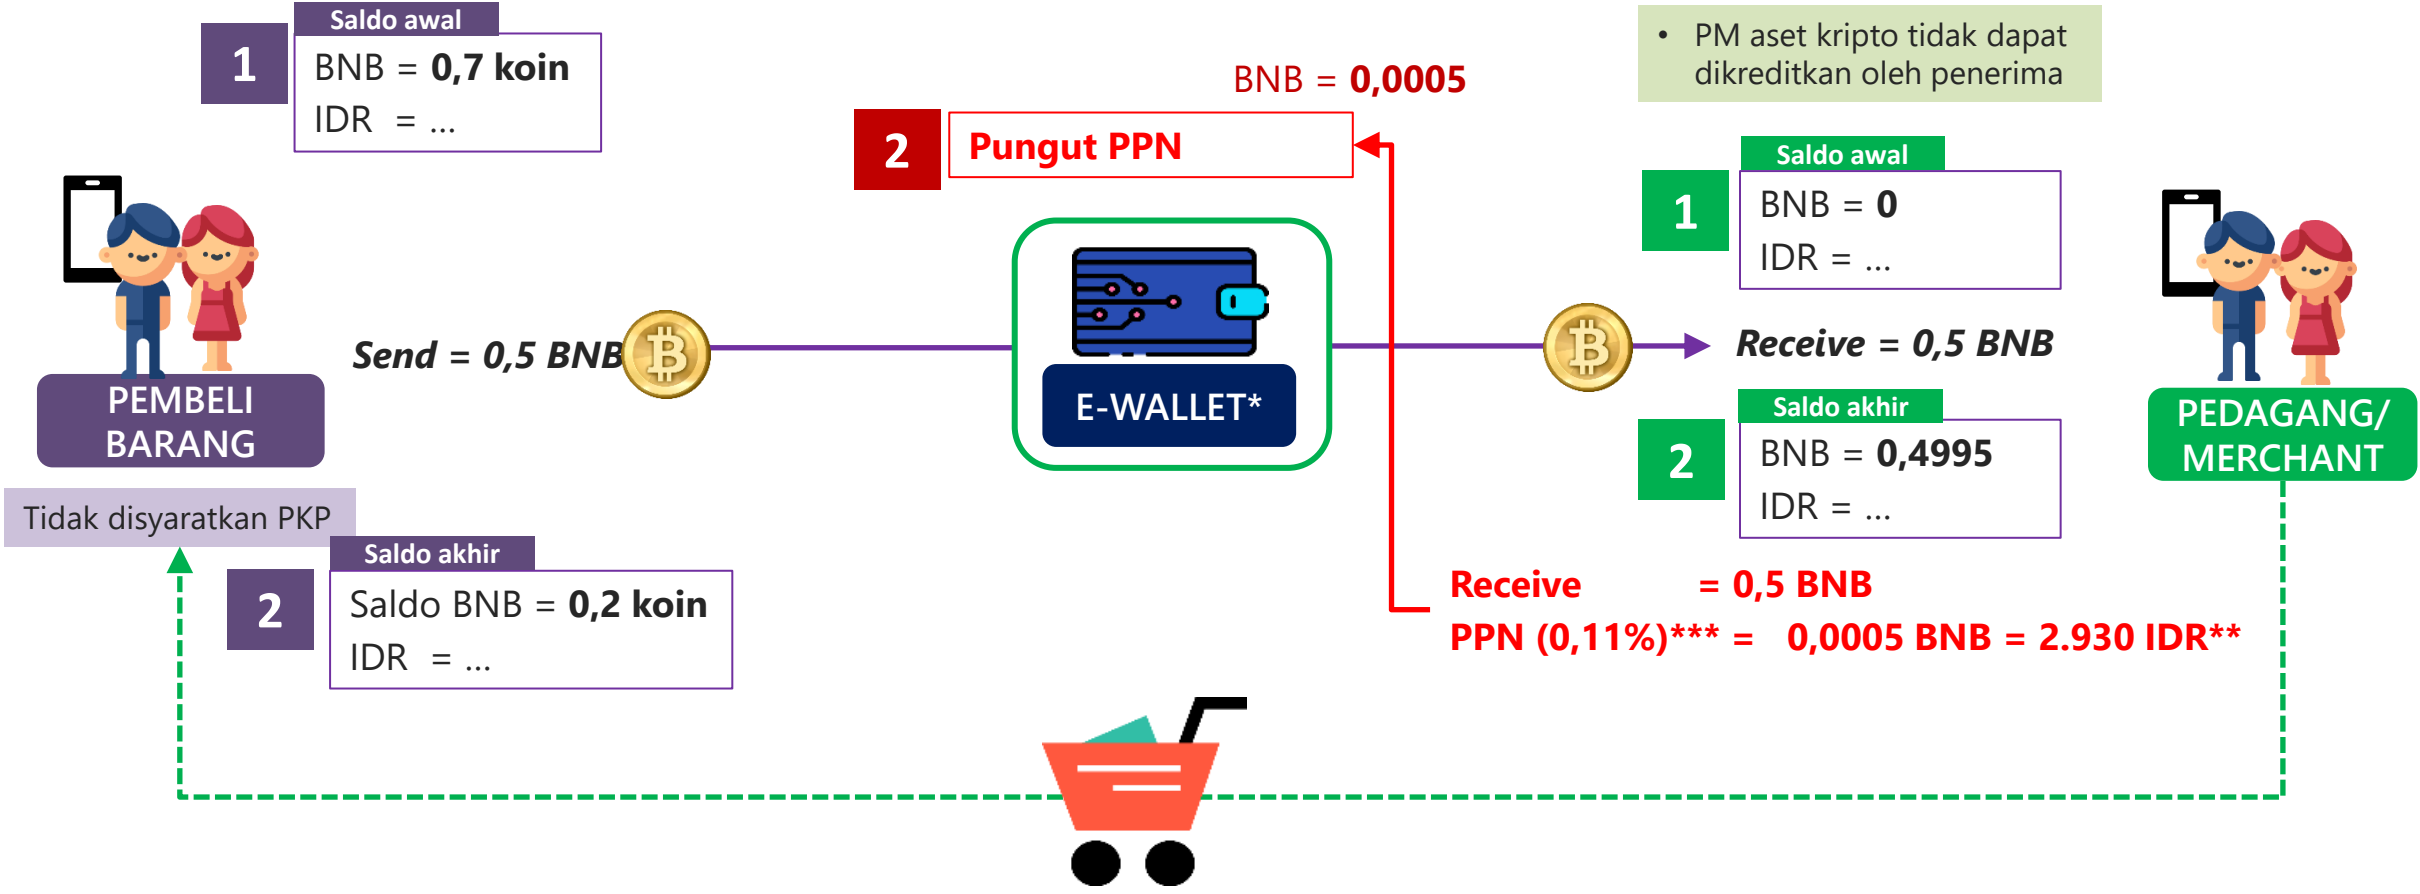 Saldo awal
1
BNB = 0,7 koin
IDR = ...
BNB = 0,0005
2
Pungut PPN
• PM aset kripto tidak dapat
dikreditkan oleh penerima
Saldo awal
1
BNB = 0
IDR = ...
Send = 0,5 BNB
Receive = 0,5 BNB
PEMBELI
BARANG
E-WALLET*
Saldo akhir
2
BNB = 0,4995
IDR = ...
PEDAGANG/
MERCHANT
Tidak disyaratkan PKP
Saldo akhir
2
Saldo BNB = 0,2 koin
IDR = ...
Receive = 0,5 BNB
PPN (0,11%)*** = 0,0005 BNB = 2.930 IDR**